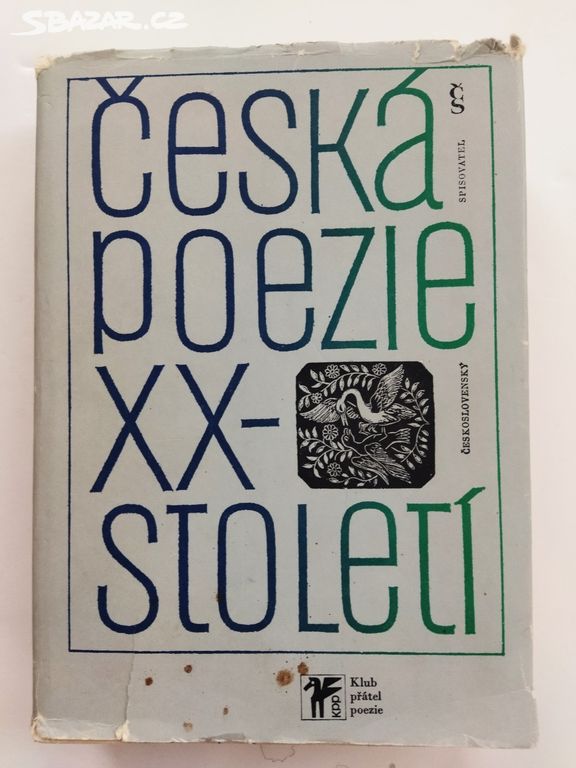 SBAZAR.CZ
česká
poezie
XX-
století
ČS
ČESKOSLOVENSKÝ SPISOVATEL
KPP
Klub
přátel
poezie